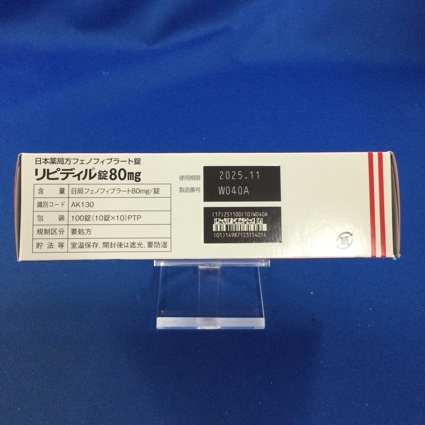 日本薬局方フェノフィブラート錠
リピディル錠80mg
含 量 日局フェノフィブラート80mg/錠
識別コード AK130
包 装 100錠(10錠×10)PTP
規制区分 要処方
貯 法 等 室温保存、開封後は遮光、要防湿
使用期限 2025.11
製造番号 W040A
(17)251100(10)W040A
(01)14987123154014